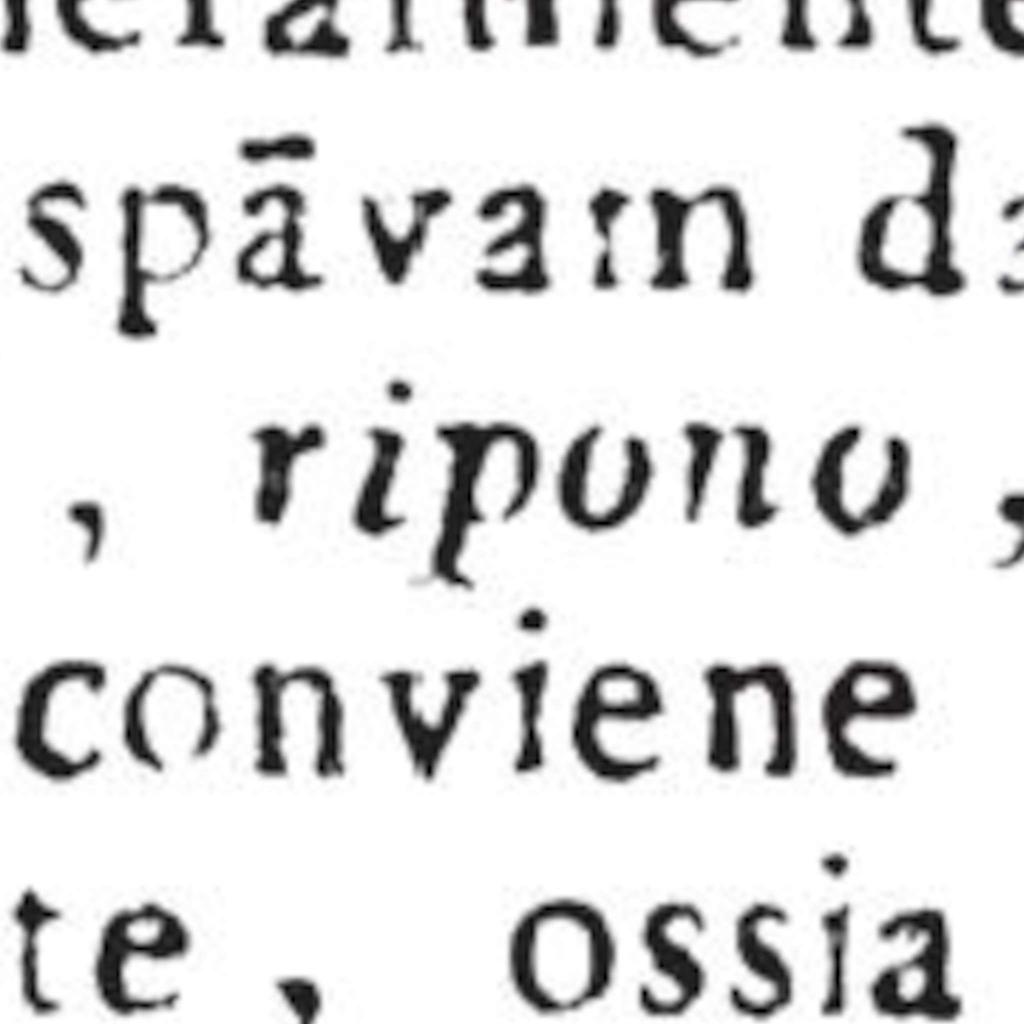 spāvam
, ripono ,
conviene
te , ossia